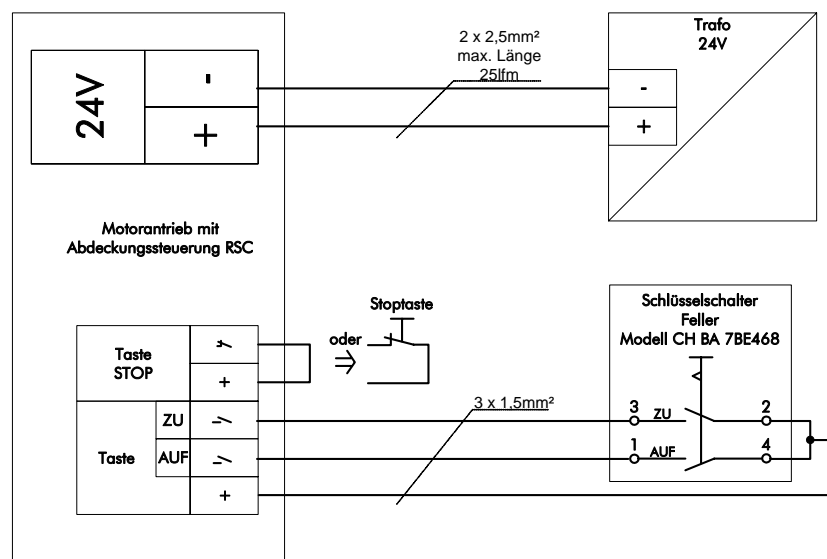 24V
-
+
2 x 2,5mm²
max. Länge
25lfm
Trafo
24V
-
+
Motorantrieb mit
Abdeckungssteuerung RSC
Taste
STOP
+
oder
Stoptaste
Schlüsselschalter
Feller
Modell CH BA 7BE468
Taste
ZU
AUF
+
3 x 1,5mm²
3 ZU 2
1 AUF 4